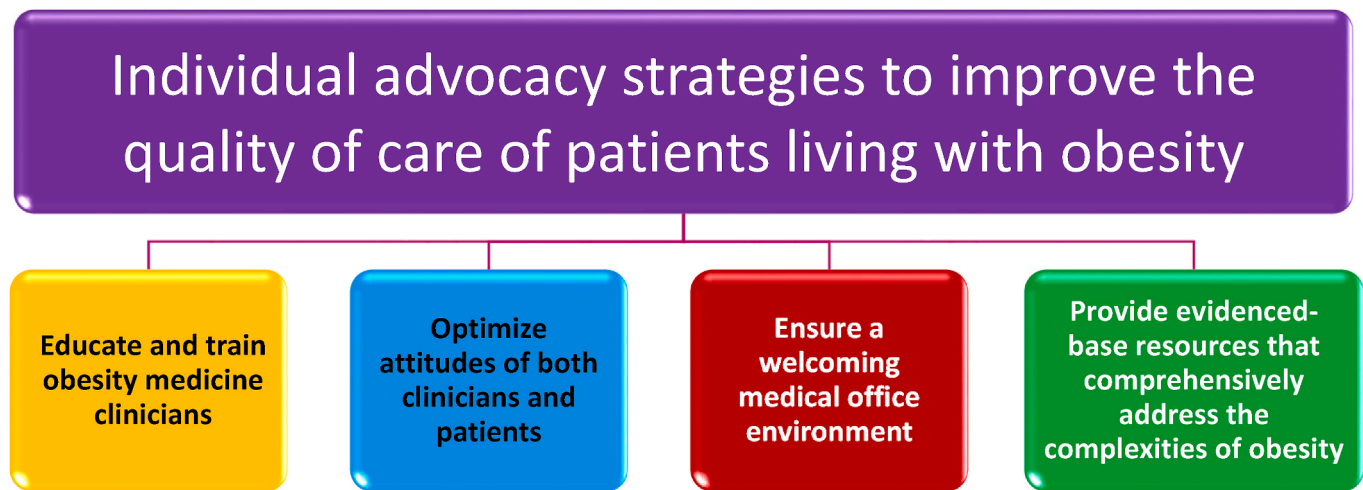 Individual advocacy strategies to improve the
quality of care of patients living with obesity
Educate and train
obesity medicine
clinicians
Optimize
attitudes of both
clinicians and
patients
Ensure a
welcoming
medical office
environment
Provide evidenced-
base resources that
comprehensively
address the
complexities of obesity